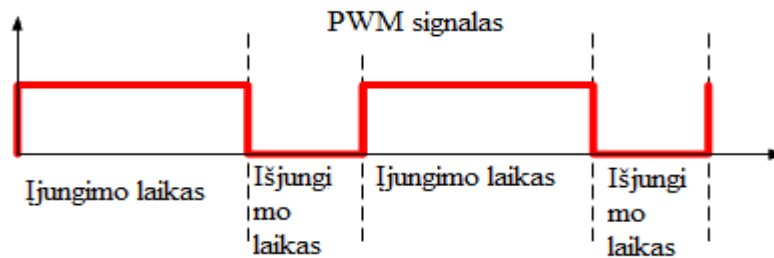 PWM signalas
Įjungimo laikas
Išjungi
mo
laikas
Įjungimo laikas
Išjungi
mo
laikas